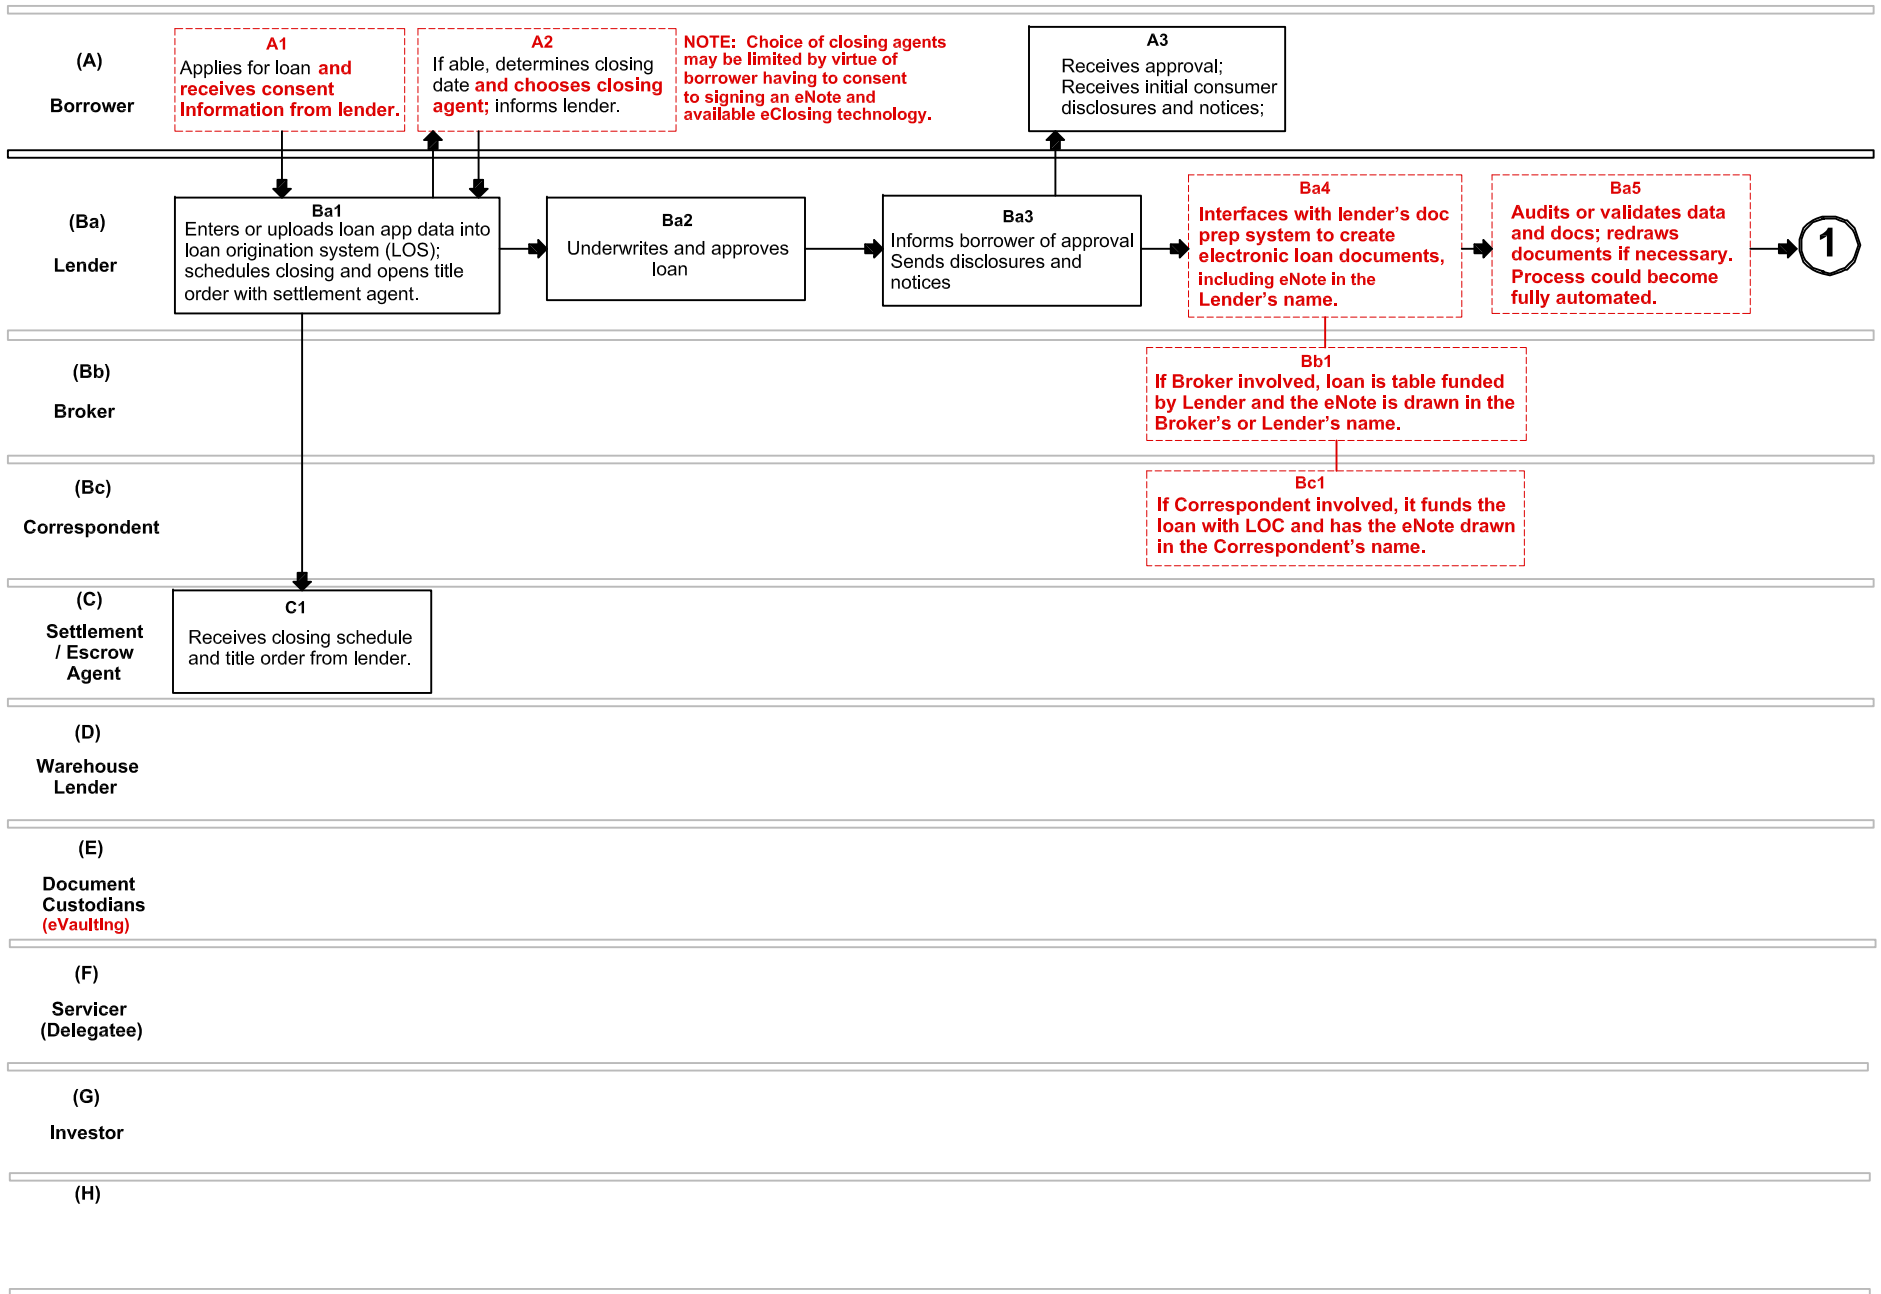 (A)
Borrower
A1
Applies for loan and
receives consent
Information from lender.
A2
If able, determines closing
date and chooses closing
agent; informs lender.
NOTE: Choice of closing agents
may be limited by virtue of
borrower having to consent
to signing an eNote and
available eClosing technology.
A3
Receives approval;
Receives initial consumer
disclosures and notices;
(Ba)
Lender
Ba1
Enters or uploads loan app data into
loan origination system (LOS);
schedules closing and opens title
order with settlement agent.
Ba2
Underwrites and approves
loan
Ba3
Informs borrower of approval
Sends disclosures and
notices
Ba4
Interfaces with lender's doc
prep system to create
electronic loan documents,
including eNote in the
Lender's name.
Ba5
Audits or validates data
and docs; redraws
documents if necessary.
Process could become
fully automated.
1
(Bb)
Broker
Bb1
If Broker involved, loan is table funded
by Lender and the eNote is drawn in the
Broker's or Lender's name.
(Bc)
Correspondent
Bc1
If Correspondent involved, it funds the
loan with LOC and has the eNote drawn
in the Correspondent's name.
(C)
Settlement
/ Escrow
Agent
C1
Receives closing schedule
and title order from lender.
(D)
Warehouse
Lender
(E)
Document
Custodians
(eVaulting)
(F)
Servicer
(Delegatee)
(G)
Investor
(H)